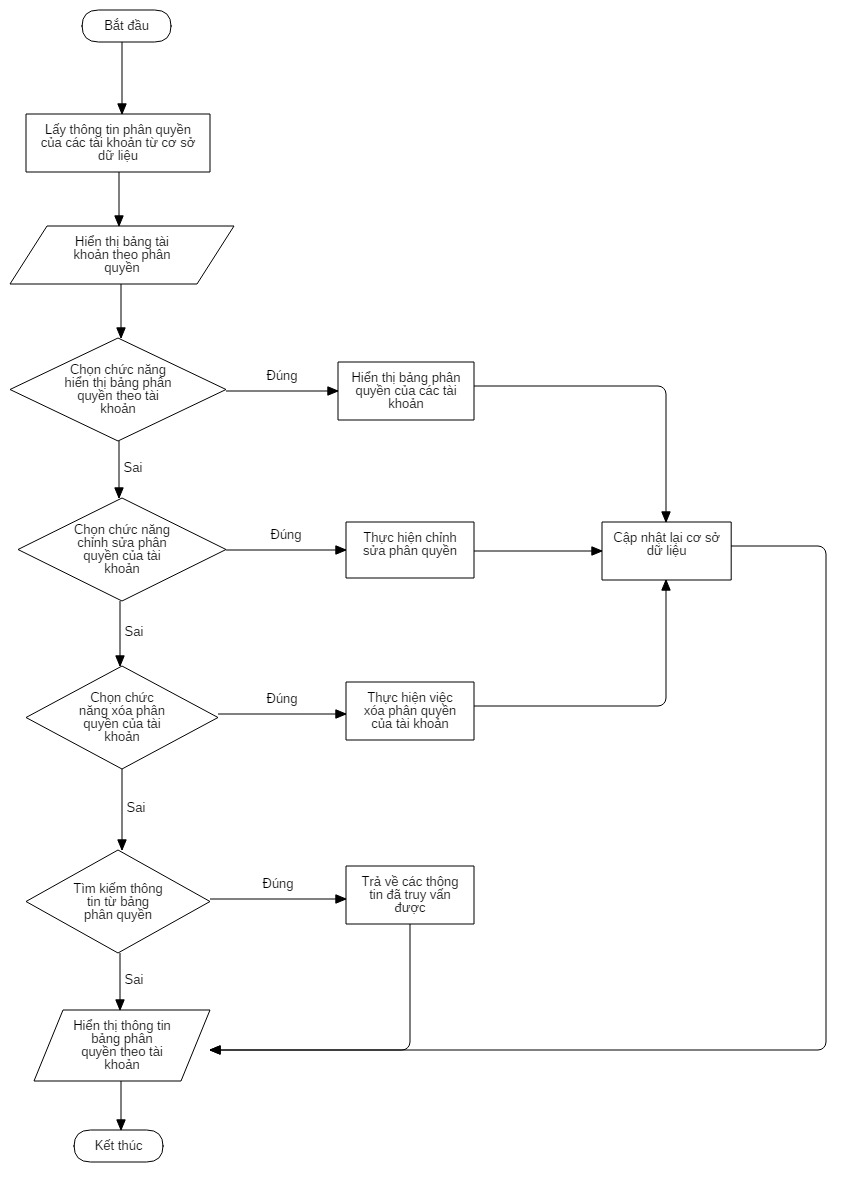 Bắt đầu
Lấy thông tin phân quyền
của các tài khoản từ cơ sở
dữ liệu
Hiển thị bảng tài
khoản theo phân
quyền
Chọn chức năng
hiển thị bảng phân
quyền theo tài
khoản
Đúng
Hiển thị bảng phân
quyền của các tài
khoản
Sai
Chọn chức năng
chỉnh sửa phân
quyền của tài
khoản
Đúng
Thực hiện chỉnh
sửa phân quyền
Cập nhật lại cơ sở
dữ liệu
Sai
Chọn chức
năng xóa phân
quyền của tài
khoản
Đúng
Thực hiện việc
xóa phân quyền
của tài khoản
Sai
Tìm kiếm thông
tin từ bảng
phân quyền
Đúng
Trả về các thông
tin đã truy vấn
được
Sai
Hiển thị thông tin
bảng phân
quyền theo tài
khoản
Kết thúc